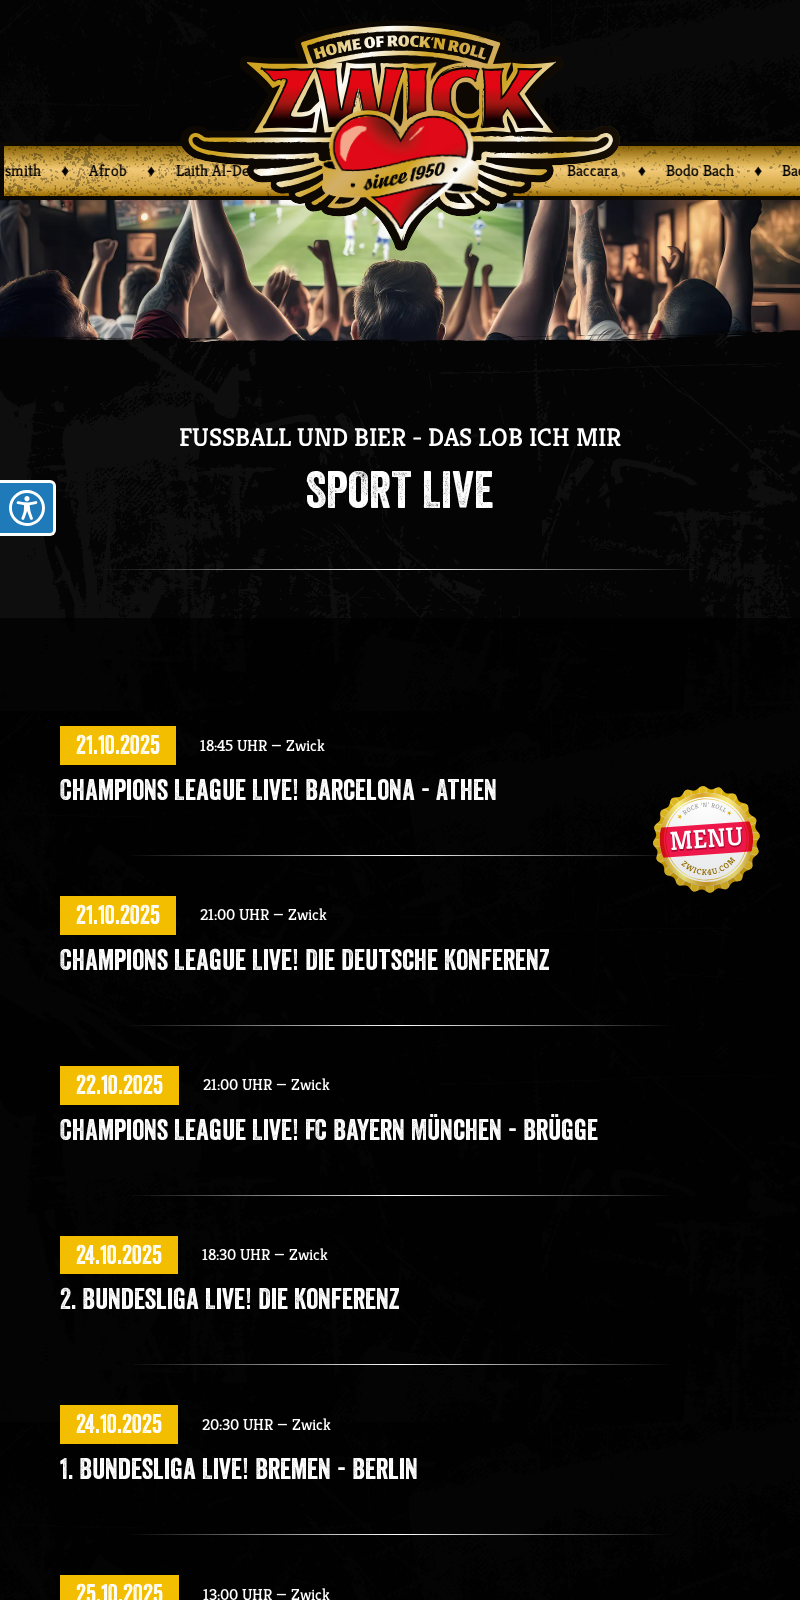 HOME OF ROCK'N ROLL
ZWICK
since 1950
smith ♦ Afrob ♦ Laith Al-De
Baccara ♦ Bodo Bach ♦ Bac
FUSSBALL UND BIER - DAS LOB ICH MIR
SPORT LIVE
21.10.2025 18:45 UHR – Zwick
CHAMPIONS LEAGUE LIVE! BARCELONA - ATHEN
ROCK 'N' ROLL
MENU
ZWICK4U.COM
21.10.2025 21:00 UHR – Zwick
CHAMPIONS LEAGUE LIVE! DIE DEUTSCHE KONFERENZ
22.10.2025 21:00 UHR – Zwick
CHAMPIONS LEAGUE LIVE! FC BAYERN MÜNCHEN - BRÜGGE
24.10.2025 18:30 UHR – Zwick
2. BUNDESLIGA LIVE! DIE KONFERENZ
24.10.2025 20:30 UHR – Zwick
1. BUNDESLIGA LIVE! BREMEN - BERLIN
25.10.2025 13:00 UHR – Zwick